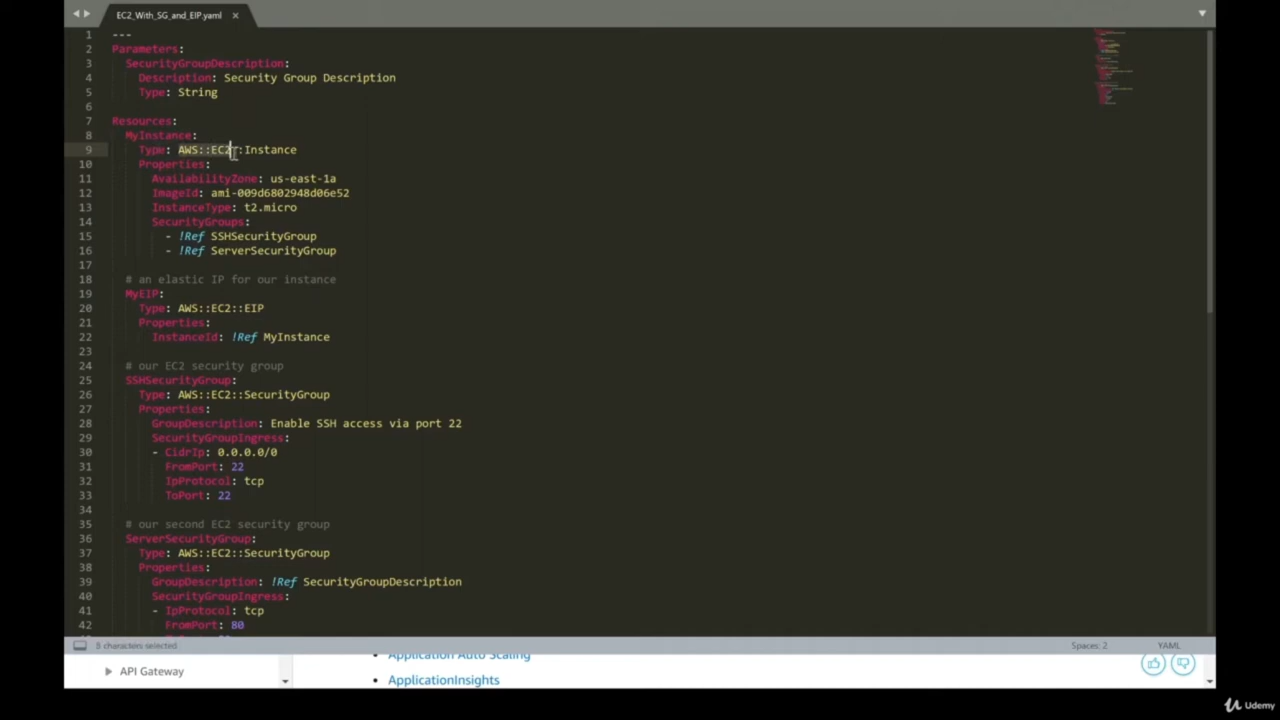 EC2_With_SG_and_EIP.yaml ×
1 ---
2 Parameters:
3 SecurityGroupDescription:
4 Description: Security Group Description
5 Type: String
6
7 Resources:
8 MyInstance:
9 Type: AWS::EC2::Instance
10 Properties:
11 AvailabilityZone: us-east-1a
12 ImageId: ami-009d6802948d06e52
13 InstanceType: t2.micro
14 SecurityGroups:
15 - !Ref SSHSecurityGroup
16 - !Ref ServerSecurityGroup
17
18 # an elastic IP for our instance
19 MyEIP:
20 Type: AWS::EC2::EIP
21 Properties:
22 InstanceId: !Ref MyInstance
23
24 # our EC2 security group
25 SSHSecurityGroup:
26 Type: AWS::EC2::SecurityGroup
27 Properties:
28 GroupDescription: Enable SSH access via port 22
29 SecurityGroupIngress:
30 - CidrIp: 0.0.0.0/0
31 FromPort: 22
32 IpProtocol: tcp
33 ToPort: 22
34
35 # our second EC2 security group
36 ServerSecurityGroup:
37 Type: AWS::EC2::SecurityGroup
38 Properties:
39 GroupDescription: !Ref SecurityGroupDescription
40 SecurityGroupIngress:
41 - IpProtocol: tcp
42 FromPort: 80
8 characters selected Spaces: 2 YAML
Application Auto Scaling
API Gateway
ApplicationInsights
Udemy